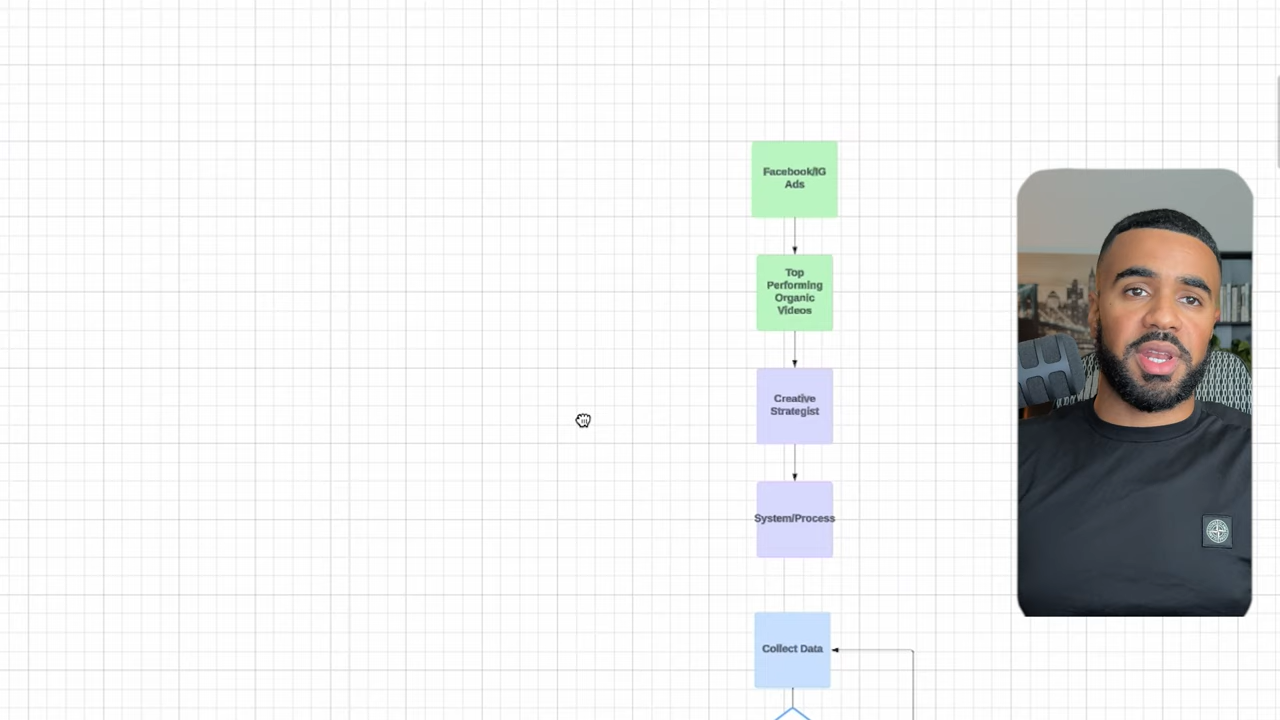 Facebook/IG
Ads
Top
Performing
Organic
Videos
Creative
Strategist
System/Process
Collect Data